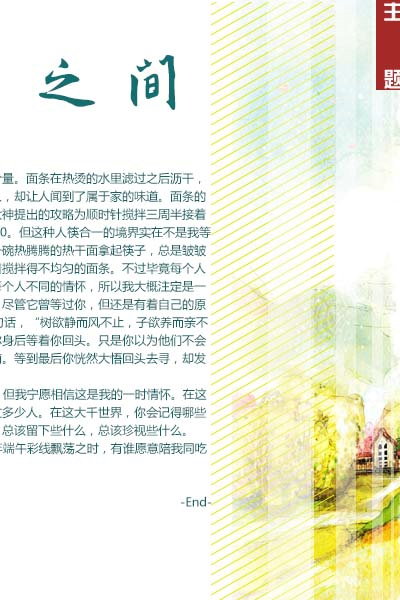 主
题
之 间
量。面条在热烫的水里滤过之后沥干，
，却让人闻到了属于家的味道。面条的
神提出的攻略为顺时针搅拌三周半接着
0。但这种人筷合一的境界实在不是我等
碗热腾腾的热干面拿起筷子，总是皱皱
搅拌得不均匀的面条。不过毕竟每个人
个人不同的情怀，所以我大概注定是一
尽管它曾等过你，但还是有着自己的原
话，“树欲静而风不止，子欲养而亲不
身后等着你回头。只是你以为他们不会
。等到最后你恍然大悟回头去寻，却发
但我宁愿相信这是我的一时情怀。在这
多少人。在这大千世界，你会记得哪些
总该留下些什么，总该珍视些什么。
端午彩线飘荡之时，有谁愿意陪我同吃
-End-